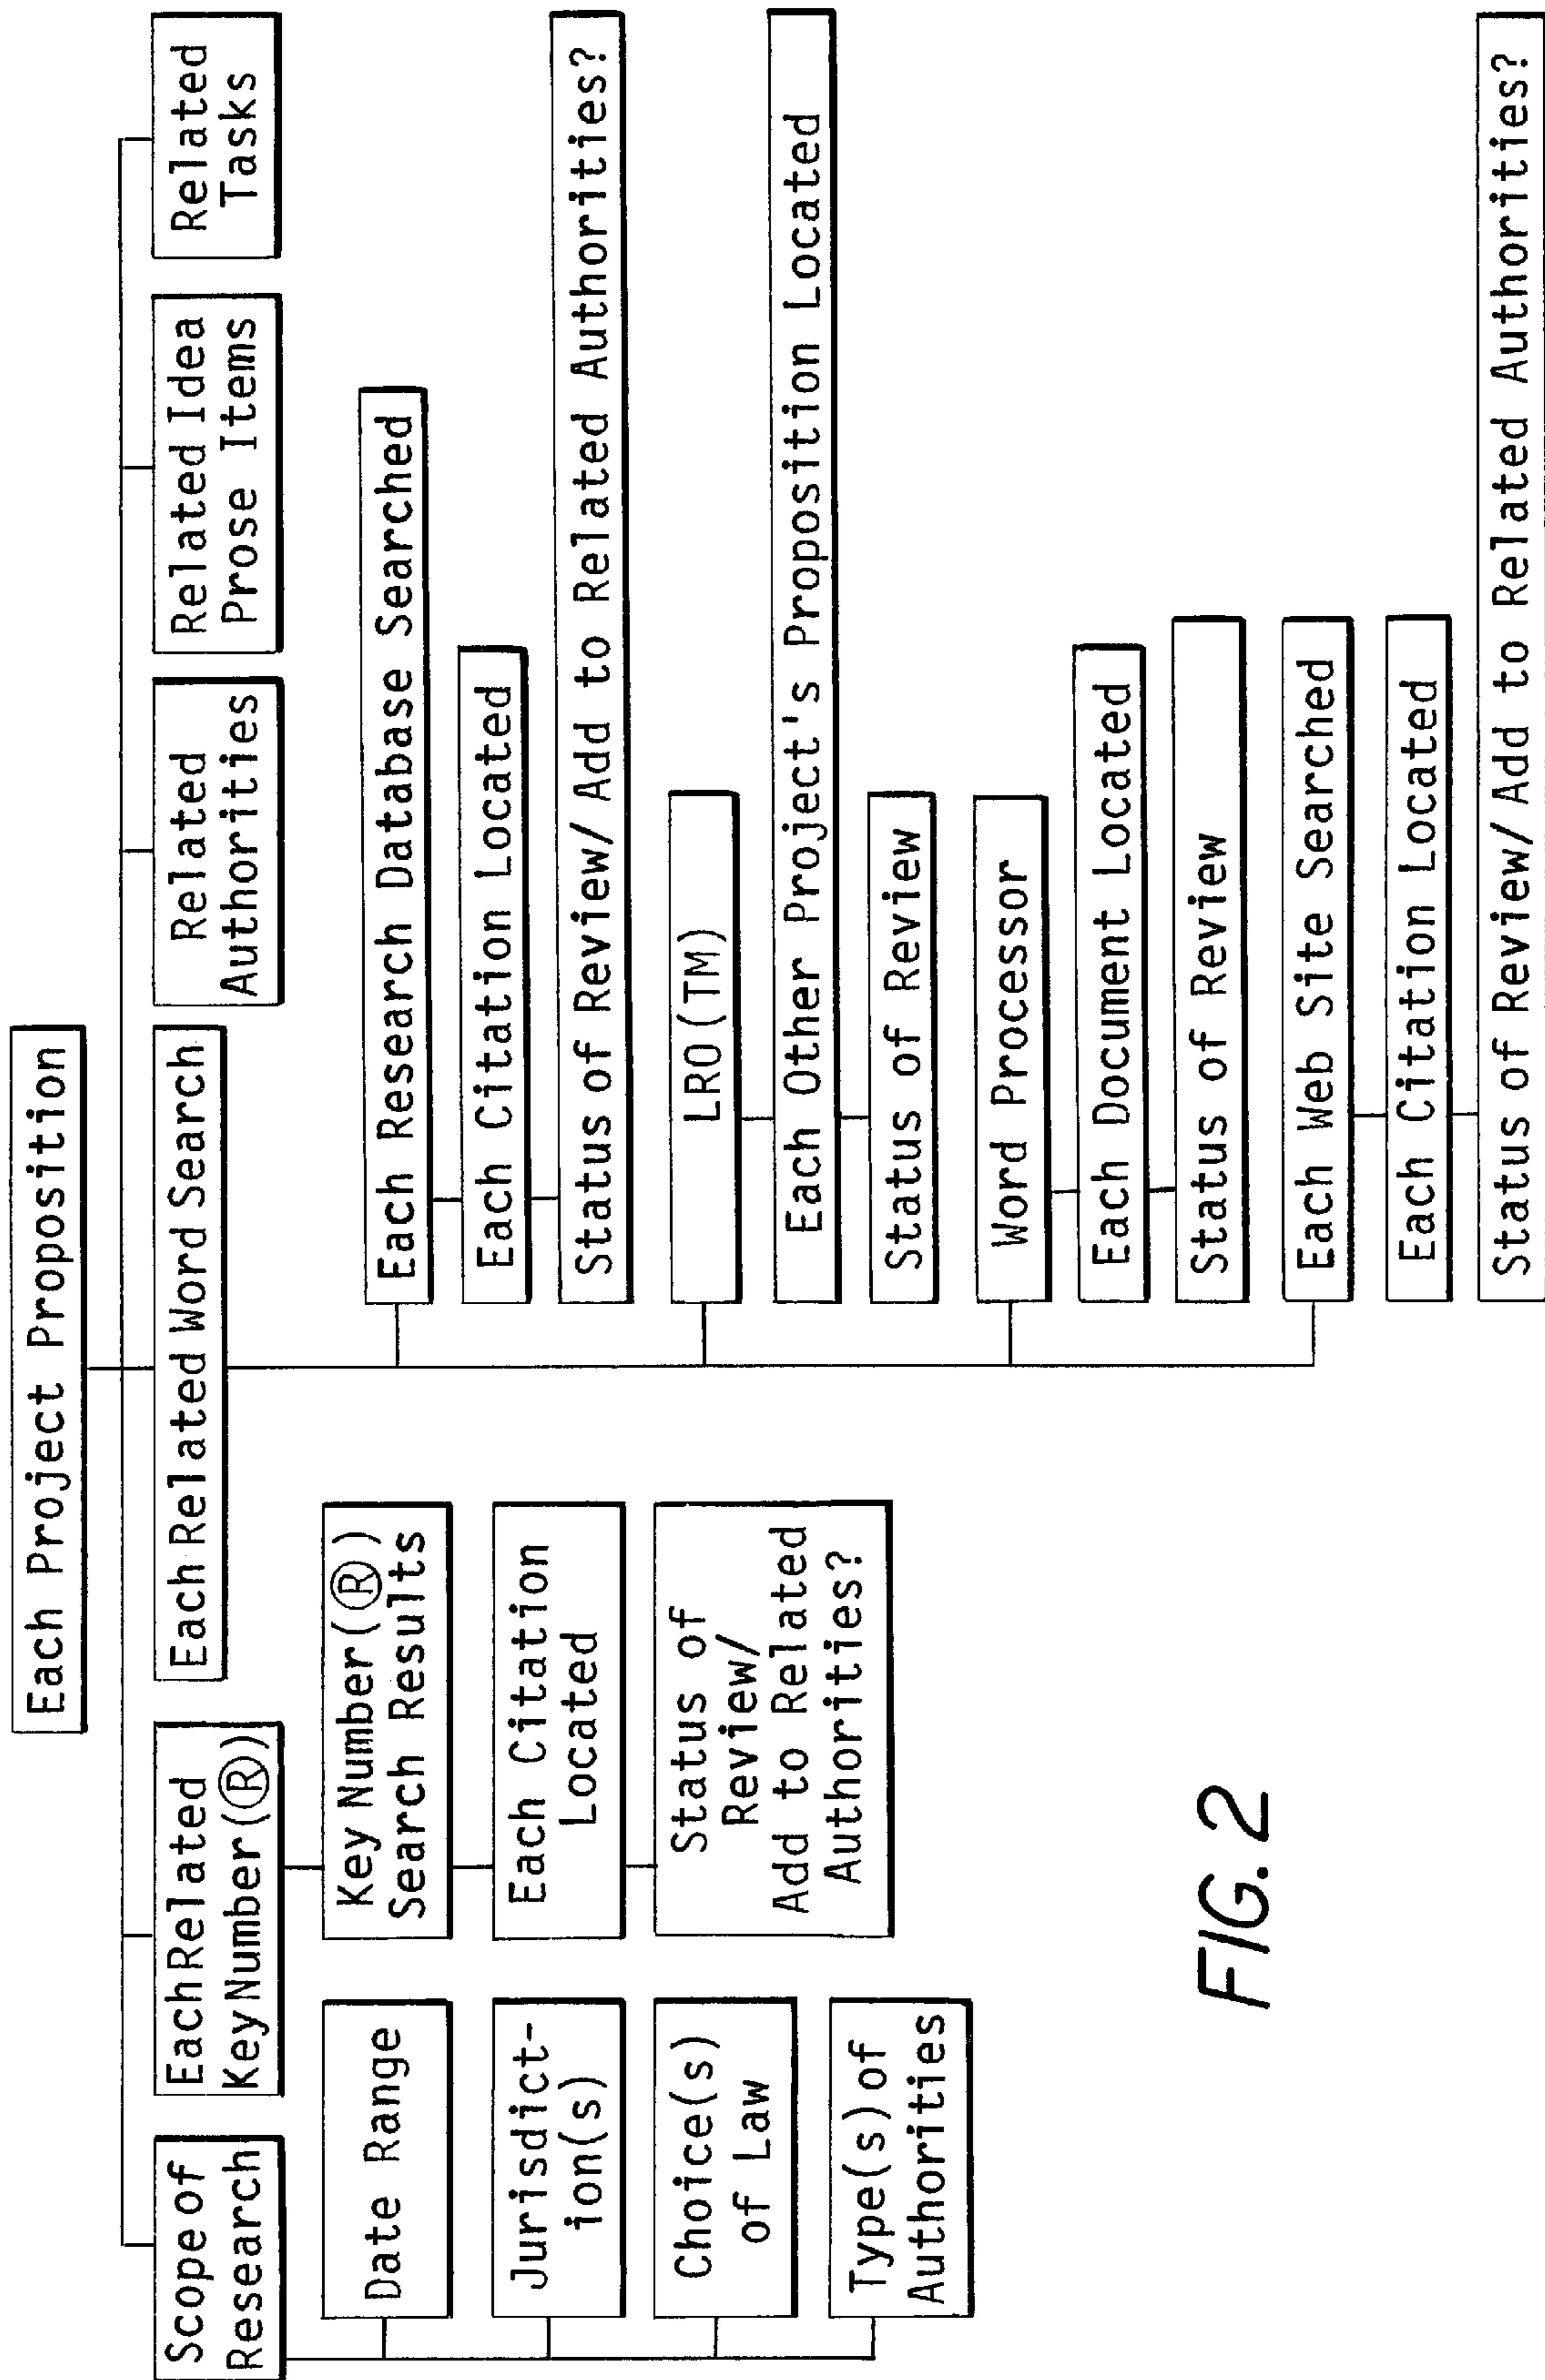 Each Project Proposition
Scope of
Research
Date Range
Jurisdict-
ion(s)
Choice(s)
of Law
Type(s) of
Authorities
Each Related
Key Number(®)
Key Number(®)
Search Results
Each Citation
Located
Status of
Review/
Add to Related
Authorities?
Each Related Word Search
Each Research Database Searched
Each Citation Located
Status of Review/ Add to Related Authorities?
LRO(TM)
Each Other Project's Proposition Located
Status of Review
Word Processor
Each Document Located
Status of Review
Each Web Site Searched
Each Citation Located
Status of Review/ Add to Related Authorities?
Related
Authorities
Related Idea
Prose Items
Related
Tasks
FIG. 2